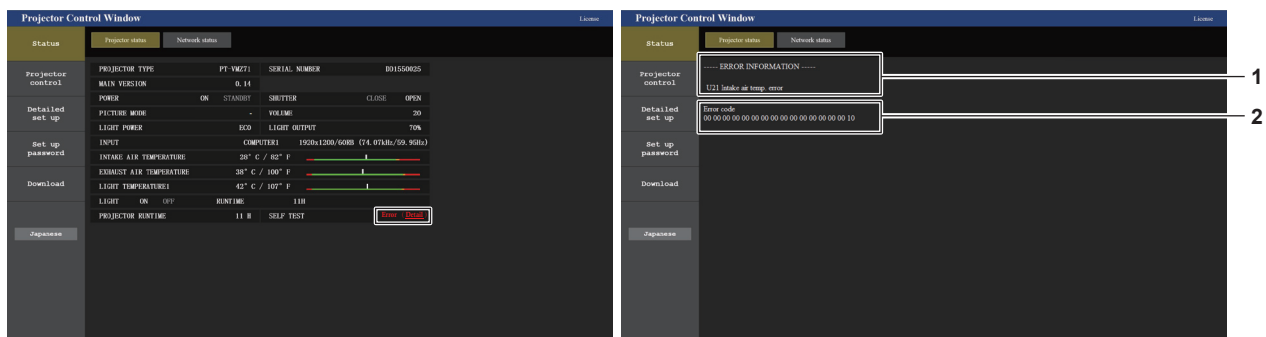 Projector Control Window
License
Status
Projector status
Network status
Projector control
Detailed set up
Set up password
Download
Japanese
PROJECTOR TYPE PT-VMZ71 SERIAL NUMBER DO1550025
MAIN VERSION 0.14
POWER ON STANDBY SHUTTER CLOSE OPEN
PICTURE MODE - VOLUME 20
LIGHT POWER ECO LIGHT OUTPUT 70%
INPUT COMPUTER1 1920x1200/60RB (74.07kHz/59.95Hz)
INTAKE AIR TEMPERATURE 28° C / 82° F
EXHAUST AIR TEMPERATURE 38° C / 100° F
LIGHT TEMPERATURE1 42° C / 107° F
LIGHT ON OFF RUNTIME 11H
PROJECTOR RUNTIME 11 H SELF TEST Error (Detail)
Projector Control Window
License
Status
Projector status
Network status
Projector control
Detailed set up
Set up password
Download
Japanese
----- ERROR INFORMATION -----
U21 Intake air temp. error
Error code
00 00 00 00 00 00 00 00 00 00 00 00 00 00 00 10
1
2